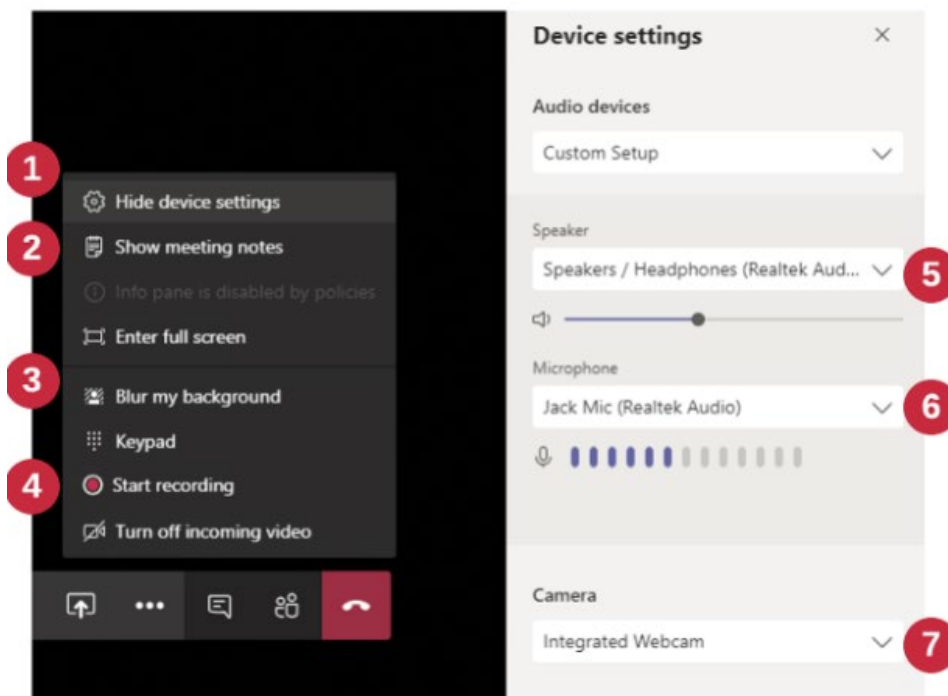 Device settings
Audio devices
Custom Setup
1
Hide device settings
2
Show meeting notes
Info pane is disabled by policies
Enter full screen
3
Blur my background
Keypad
4
Start recording
Turn off incoming video
Speaker
Speakers / Headphones (Realtek Aud...
5
Microphone
Jack Mic (Realtek Audio)
6
Camera
Integrated Webcam
7